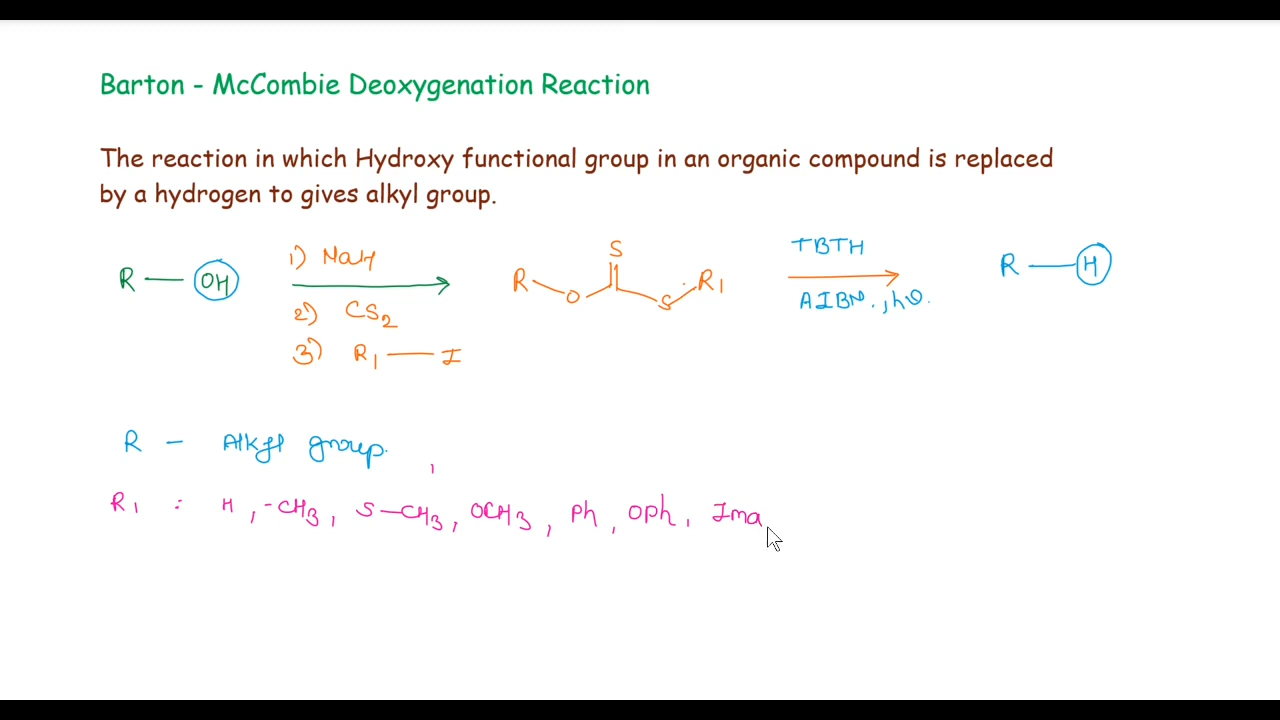 Barton - McCombie Deoxygenation Reaction
The reaction in which Hydroxy functional group in an organic compound is replaced
by a hydrogen to gives alkyl group.
R — OH
1) NaH
2) CS2
3) R1 — I
R O S S R1
TBTH
AIBN, hυ.
R — H
R - Alkyl group.
R1 : H, -CH3, S-CH3, OCH3, Ph, OPh, Ima